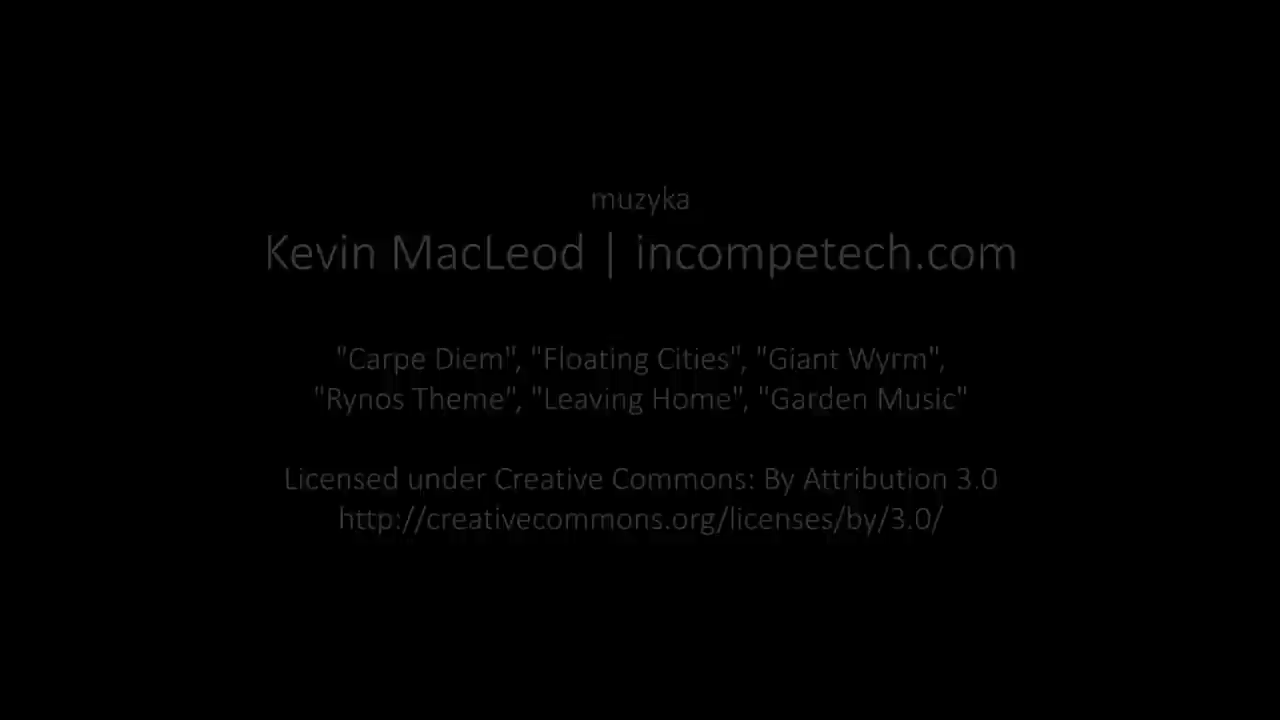 muzyka
Kevin MacLeod | incompetech.com
"Carpe Diem", "Floating Cities", "Giant Wyrm",
"Rynos Theme", "Leaving Home", "Garden Music"
Licensed under Creative Commons: By Attribution 3.0
http://creativecommons.org/licenses/by/3.0/